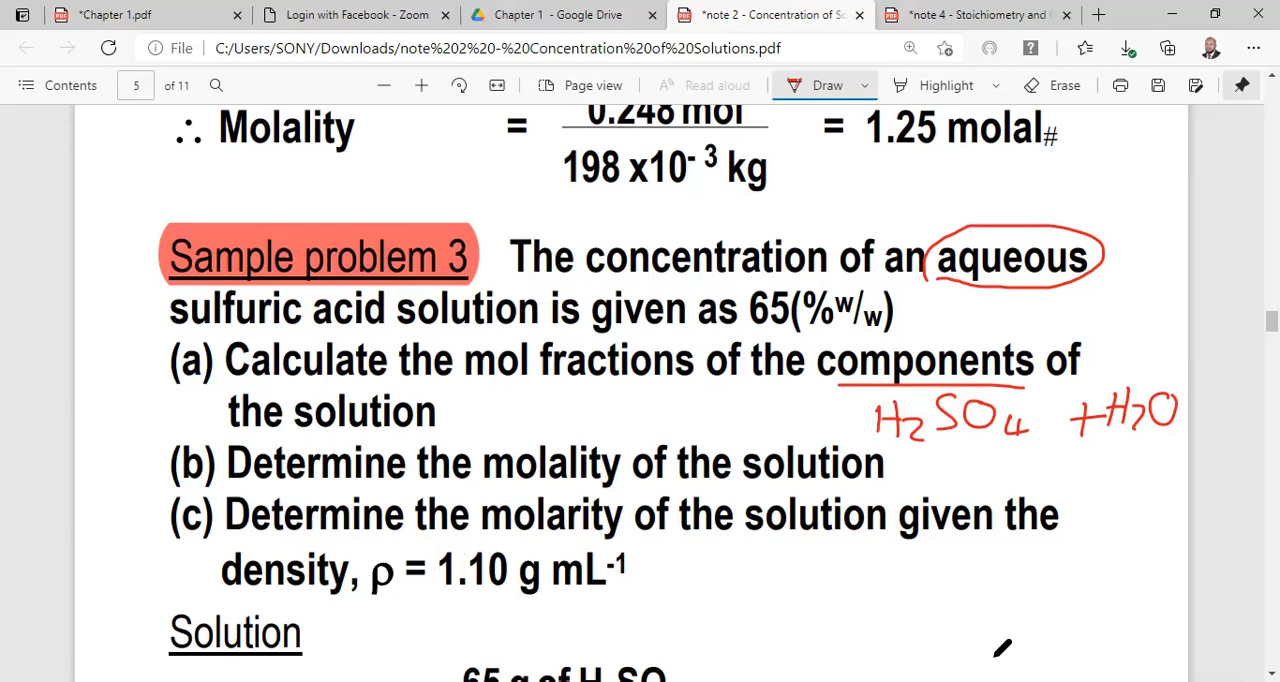 *Chapter 1.pdf × Login with Facebook - Zoom × Chapter 1 - Google Drive × *note 2 - Concentration of So × *note 4 - Stoichiometry and ×
File C:/Users/SONY/Downloads/note%202%20-%20Concentration%20of%20Solutions.pdf
Contents 5 of 11 Page view Read aloud Draw Highlight Erase
∴ Molality = 0.248 mol / 198 x10⁻³ kg = 1.25 molal#
Sample problem 3 The concentration of an aqueous
sulfuric acid solution is given as 65(%w/w)
(a) Calculate the mol fractions of the components of
H₂SO₄ + H₂O
the solution
(b) Determine the molality of the solution
(c) Determine the molarity of the solution given the
density, ρ = 1.10 g mL⁻¹
Solution
65 g of H₂SO